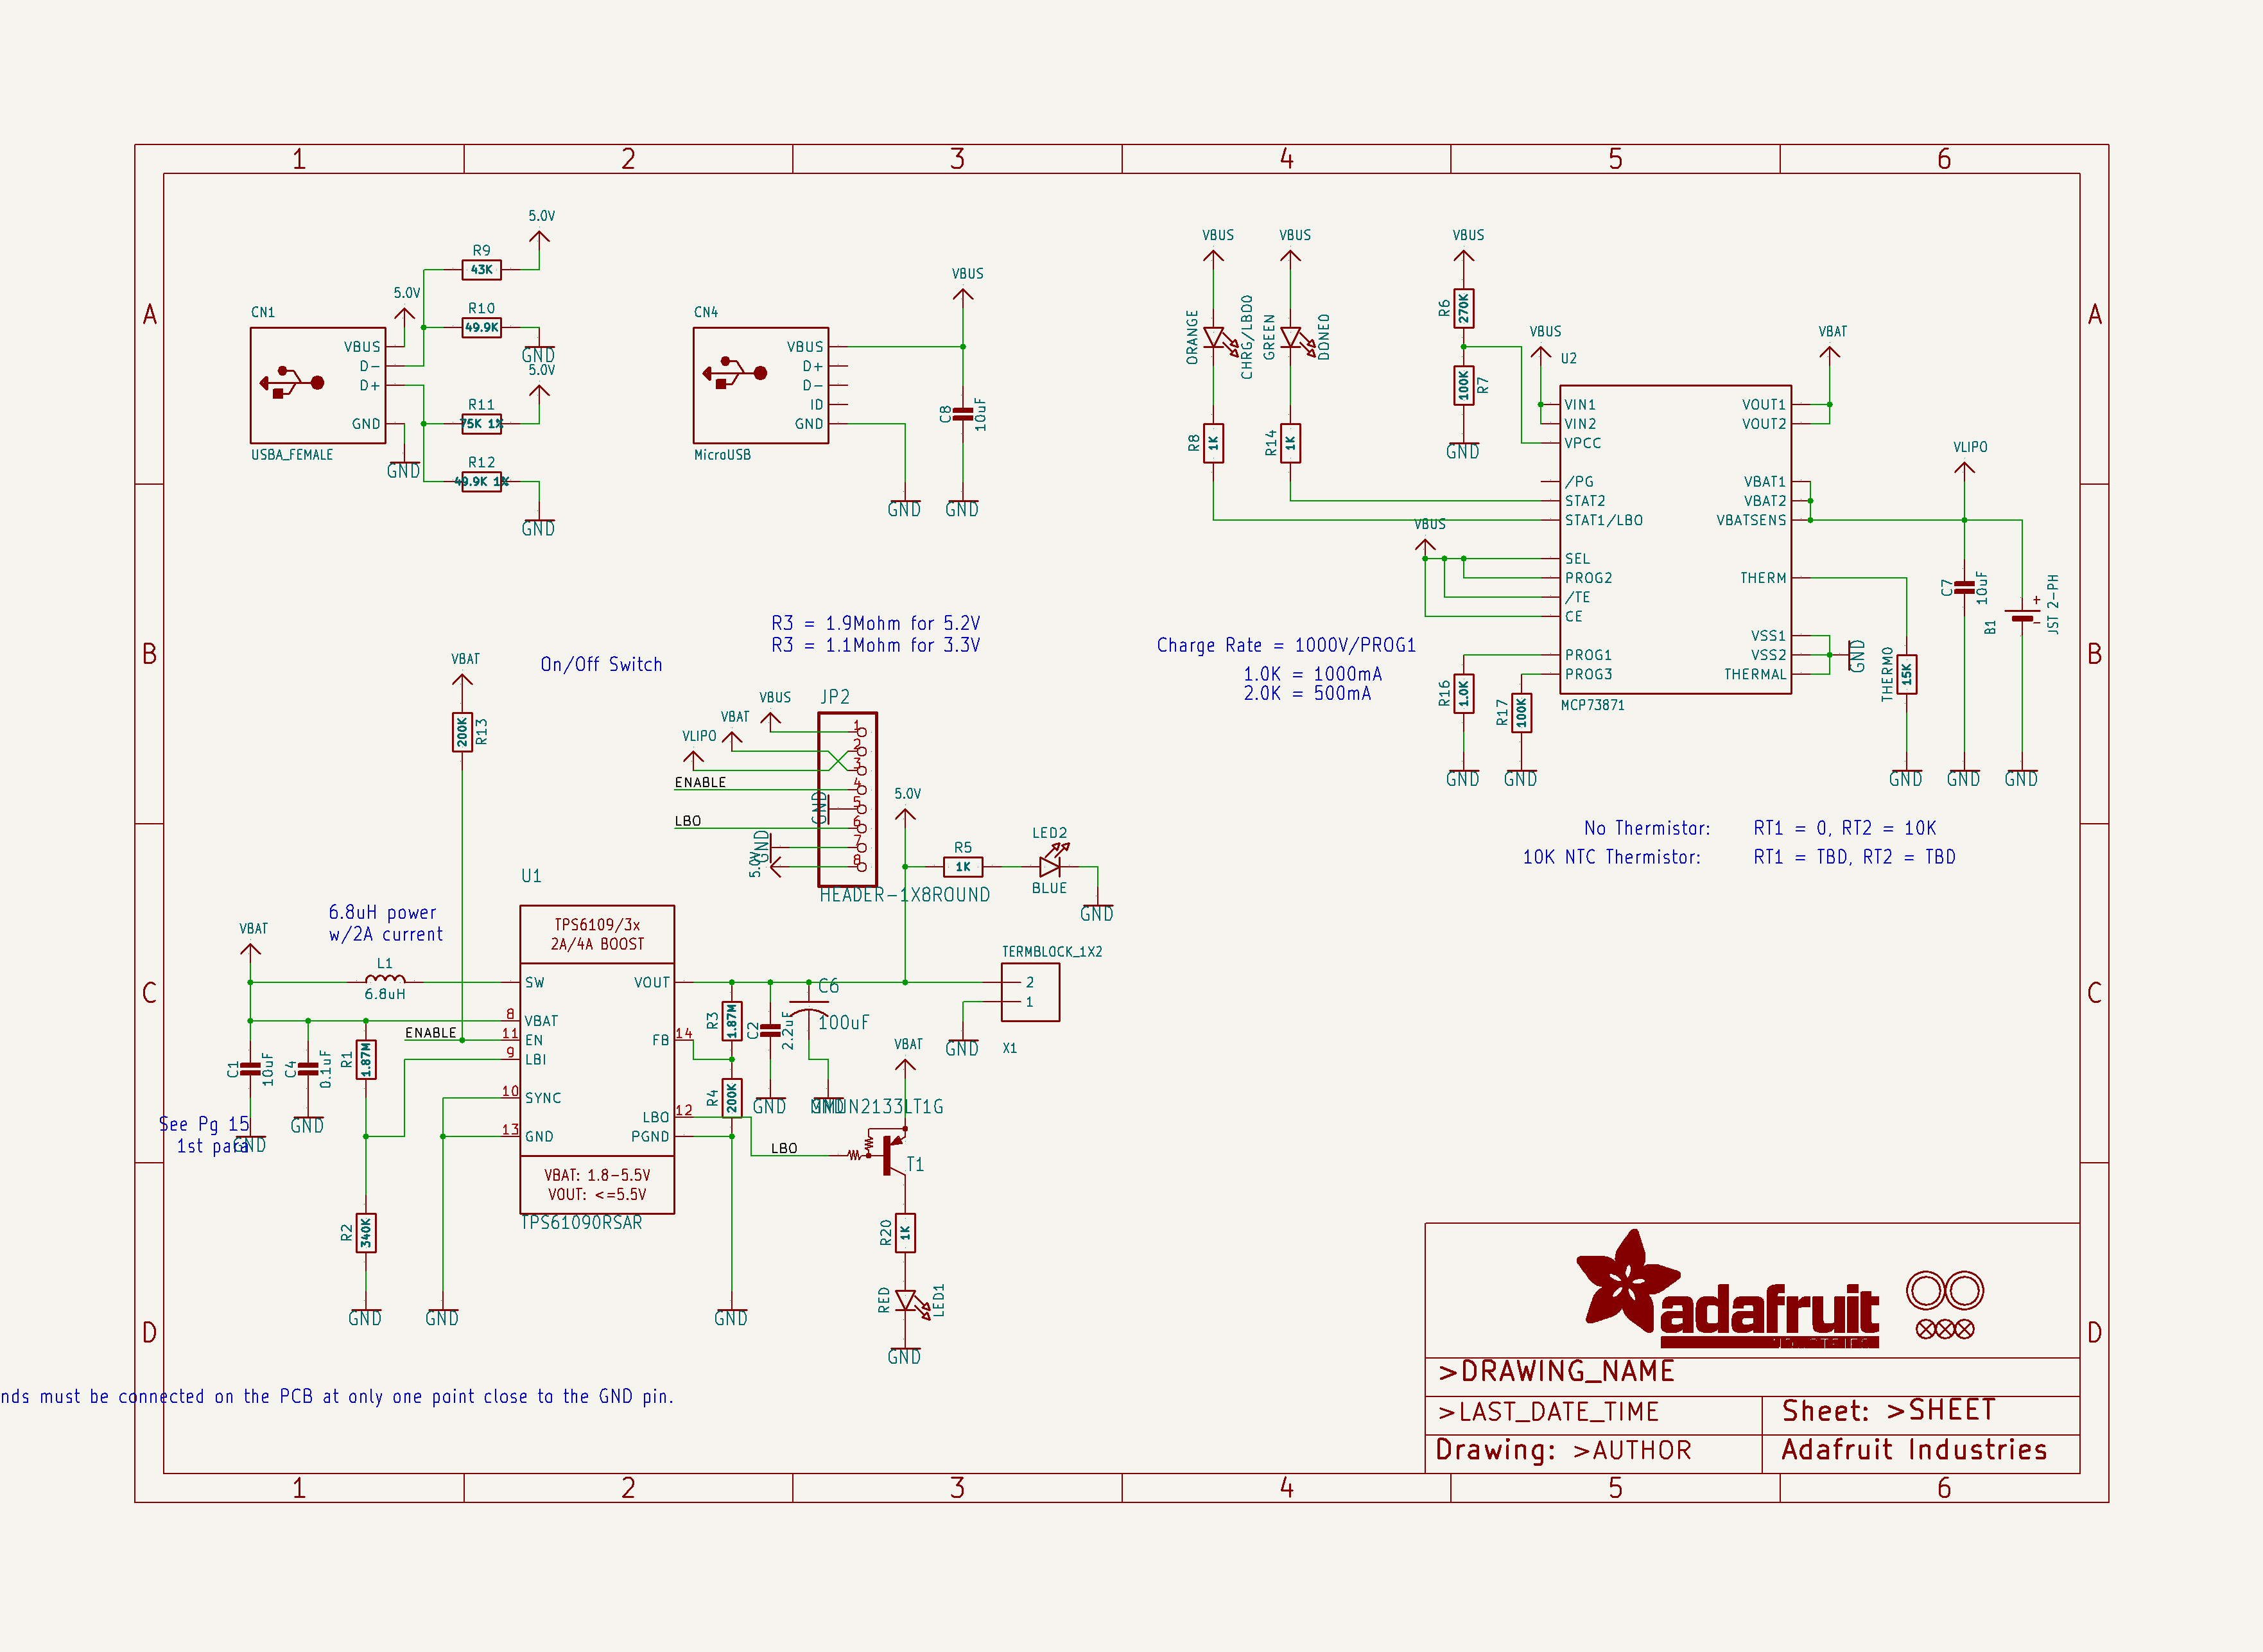 1 2 3 4 5 6
A A
B B
C C
D D
5.0V
R9
43K
5.0V
R10
49.9K
GND
5.0V
R11
75K 1%
R12
49.9K 1%
GND
CN1
VBUS
D-
D+
GND
USBA_FEMALE
GND
CN4
VBUS
D+
D-
ID
GND
MicroUSB
VBUS
C8
10uF
GND
GND
VBUS
VBUS
ORANGE
CHRG/LBO0
GREEN
DONE0
R8
1K
R14
1K
VBUS
R6
270K
100K
R7
GND
VBUS
U2
VIN1
VIN2
VPCC
/PG
STAT2
STAT1/LBO
SEL
PROG2
/TE
CE
PROG1
PROG3
VOUT1
VOUT2
VBAT1
VBAT2
VBATSENS
THERM
VSS1
VSS2
THERMAL
MCP73871
VBUS
VBAT
VLIPO
GND
THERM0
15K
C7
10uF
B1
+
-
JST 2-PH
R16
1.0K
R17
100K
GND
GND
GND
GND
GND
R3 = 1.9Mohm for 5.2V
R3 = 1.1Mohm for 3.3V
Charge Rate = 1000V/PROG1
1.0K = 1000mA
2.0K = 500mA
No Thermistor: RT1 = 0, RT2 = 10K
10K NTC Thermistor: RT1 = TBD, RT2 = TBD
On/Off Switch
VBAT
200K
R13
JP2
VBUS
VBAT
VLIPO
ENABLE
GND
LBO
GND
5.0V
1
2
3
4
5
6
7
8
HEADER-1X8ROUND
5.0V
R5
1K
LED2
BLUE
GND
TERMBLOCK_1X2
2
1
X1
GND
U1
TPS6109/3x
2A/4A BOOST
SW
8 VBAT
11 EN
9 LBI
10 SYNC
13 GND
VOUT
FB 14
LBO 12
PGND
VBAT: 1.8-5.5V
VOUT: <=5.5V
TPS61090RSAR
6.8uH power
w/2A current
VBAT
L1
6.8uH
ENABLE
C1
10uF
C4
0.1uF
R1
1.87M
GND
GND
See Pg 15
1st para
R2
340K
GND
GND
R3
1.87M
C2
2.2uF
C6
100uF
R4
200K
GND
GND
MMUN2133LT1G
VBAT
LBO
T1
R20
1K
RED
LED1
GND
GND
nds must be connected on the PCB at only one point close to the GND pin.
adafruit
>DRAWING_NAME
>LAST_DATE_TIME
Sheet: >SHEET
Drawing: >AUTHOR
Adafruit Industries
1 2 3 4 5 6